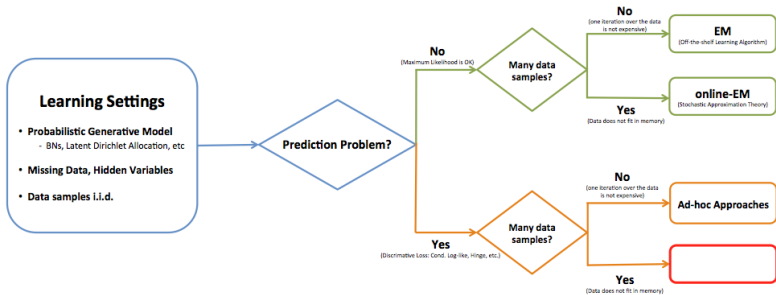 Learning Settings
• Probabilistic Generative Model
- BNs, Latent Dirichlet Allocation, etc
• Missing Data, Hidden Variables
• Data samples i.i.d.
Prediction Problem?
No
(Maximum Likelihood is OK)
Many data
samples?
No
(one iteration over the data
is not expensive)
EM
(Off-the-shelf Learning Algorithm)
online-EM
(Stochastic Approximation Theory)
Yes
(Data does not fit in memory)
Yes
(Discrimative Loss: Cond. Log-like, Hinge, etc.)
Many data
samples?
No
(one iteration over the data
is not expensive)
Ad-hoc Approaches
Yes
(Data does not fit in memory)